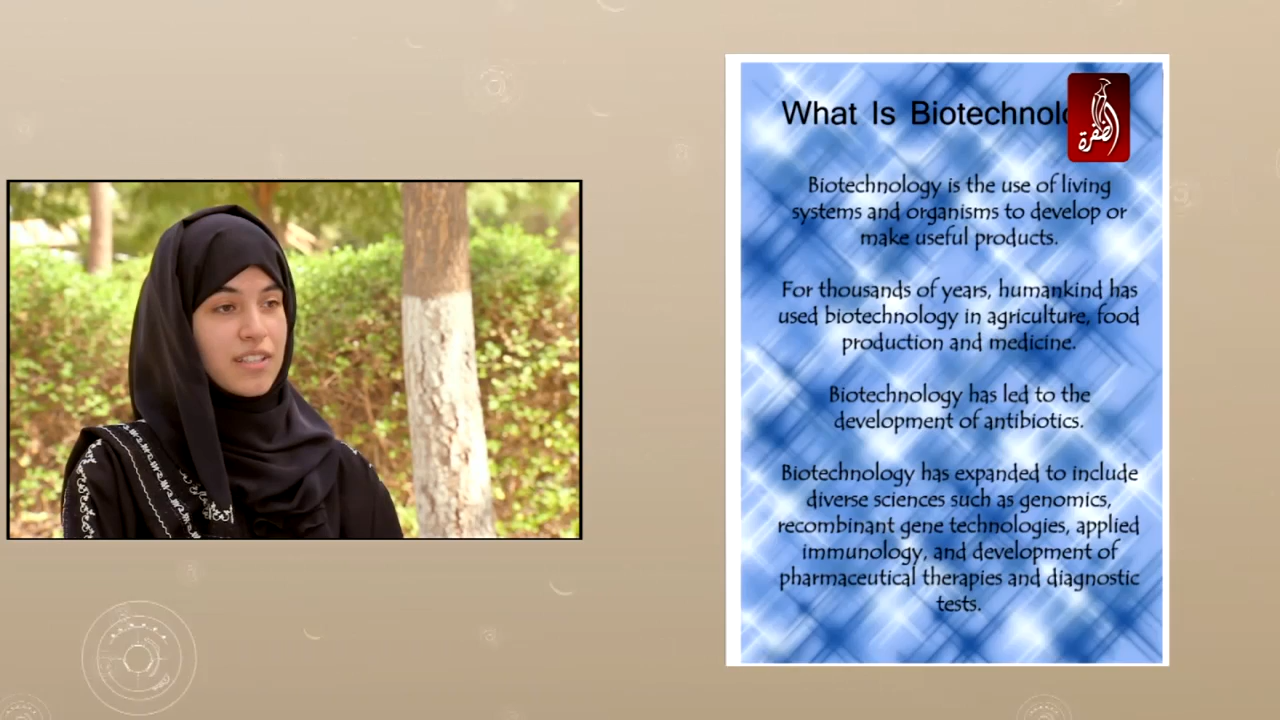 What Is Biotechnolo
الظفرة
Biotechnology is the use of living
systems and organisms to develop or
make useful products.
For thousands of years, humankind has
used biotechnology in agriculture, food
production and medicine.
Biotechnology has led to the
development of antibiotics.
Biotechnology has expanded to include
diverse sciences such as genomics,
recombinant gene technologies, applied
immunology, and development of
pharmaceutical therapies and diagnostic
tests.